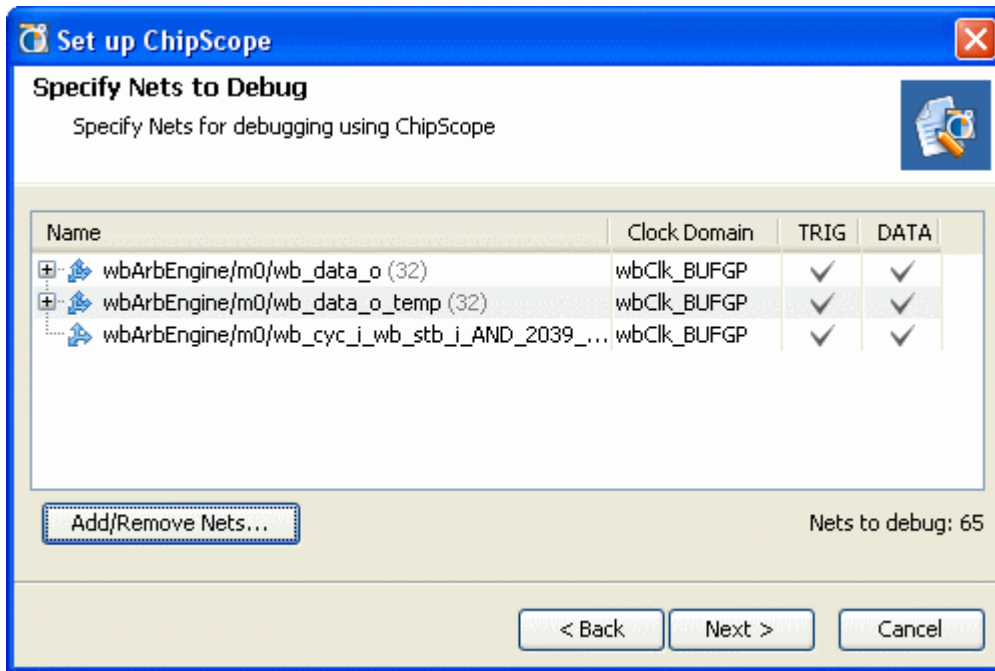 Set up ChipScope
Specify Nets to Debug
Specify Nets for debugging using ChipScope
Name Clock Domain TRIG DATA
wbArbEngine/m0/wb_data_o (32) wbClk_BUFGP
wbArbEngine/m0/wb_data_o_temp (32) wbClk_BUFGP
wbArbEngine/m0/wb_cyc_i_wb_stb_i_AND_2039_... wbClk_BUFGP
Add/Remove Nets... Nets to debug: 65
< Back Next > Cancel